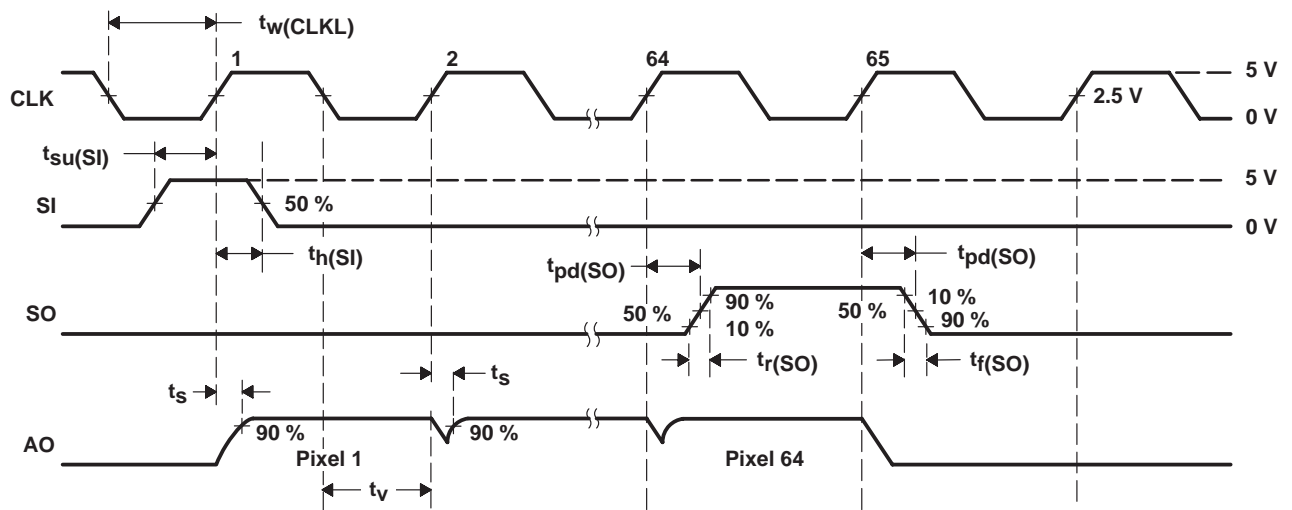 tw(CLKL)
1
2
64
65
CLK
5 V
2.5 V
0 V
tsu(SI)
5 V
SI
50 %
0 V
th(SI)
tpd(SO)
tpd(SO)
SO
50 %
90 %
10 %
50 %
10 %
90 %
tr(SO)
tf(SO)
ts
ts
AO
90 %
90 %
Pixel 1
Pixel 64
tv